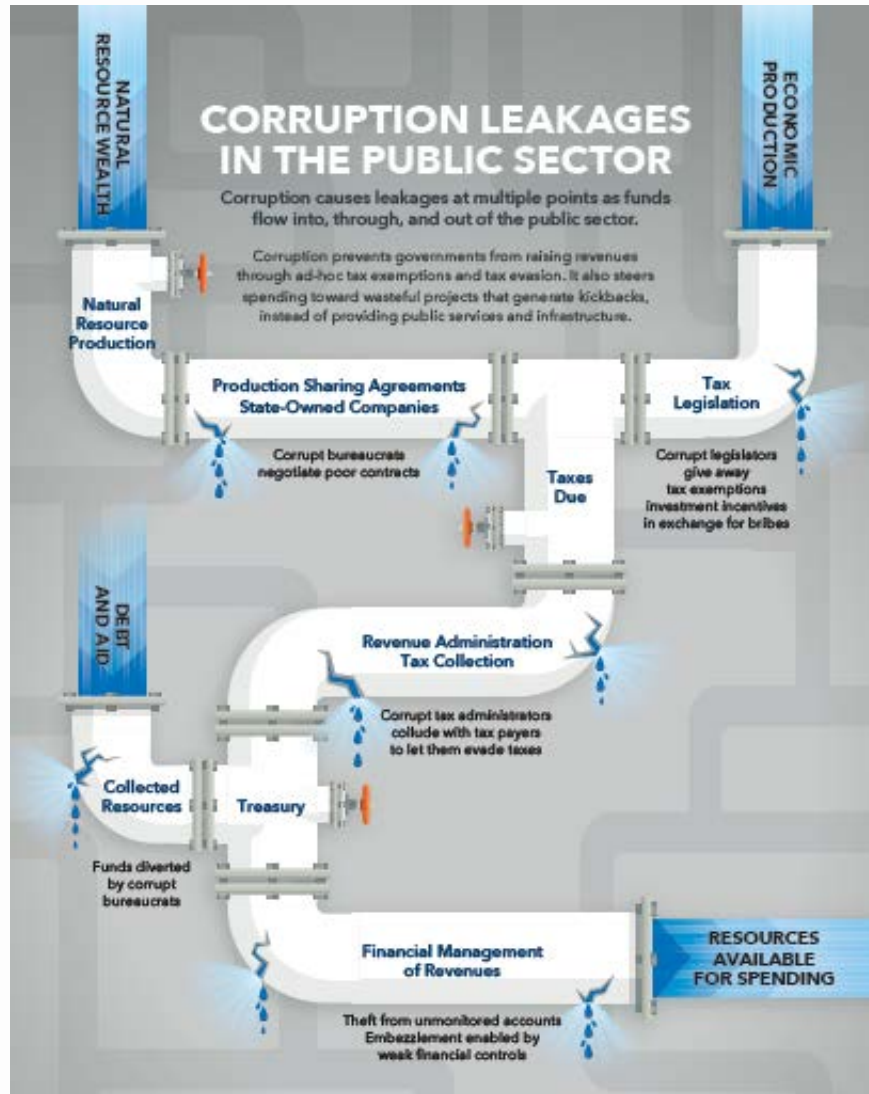 NATURAL
RESOURCE WEALTH
ECONOMIC
PRODUCTION
CORRUPTION LEAKAGES
IN THE PUBLIC SECTOR
Corruption causes leakages at multiple points as funds
flow into, through, and out of the public sector.
Corruption prevents governments from raising revenues
through ad-hoc tax exemptions and tax evasion. It also steers
spending toward wasteful projects that generate kickbacks,
instead of providing public services and infrastructure.
Natural
Resource
Production
Production Sharing Agreements
State-Owned Companies
Tax
Legislation
Corrupt bureaucrats
negotiate poor contracts
Taxes
Due
Corrupt legislators
give away
tax exemptions
investment incentives
in exchange for bribes
DEBT
AND AID
Revenue Administration
Tax Collection
Corrupt tax administrators
collude with tax payers
to let them evade taxes
Collected
Resources
Treasury
Funds diverted
by corrupt
bureaucrats
Financial Management
of Revenues
RESOURCES
AVAILABLE
FOR SPENDING
Theft from unmonitored accounts
Embezzlement enabled by
weak financial controls